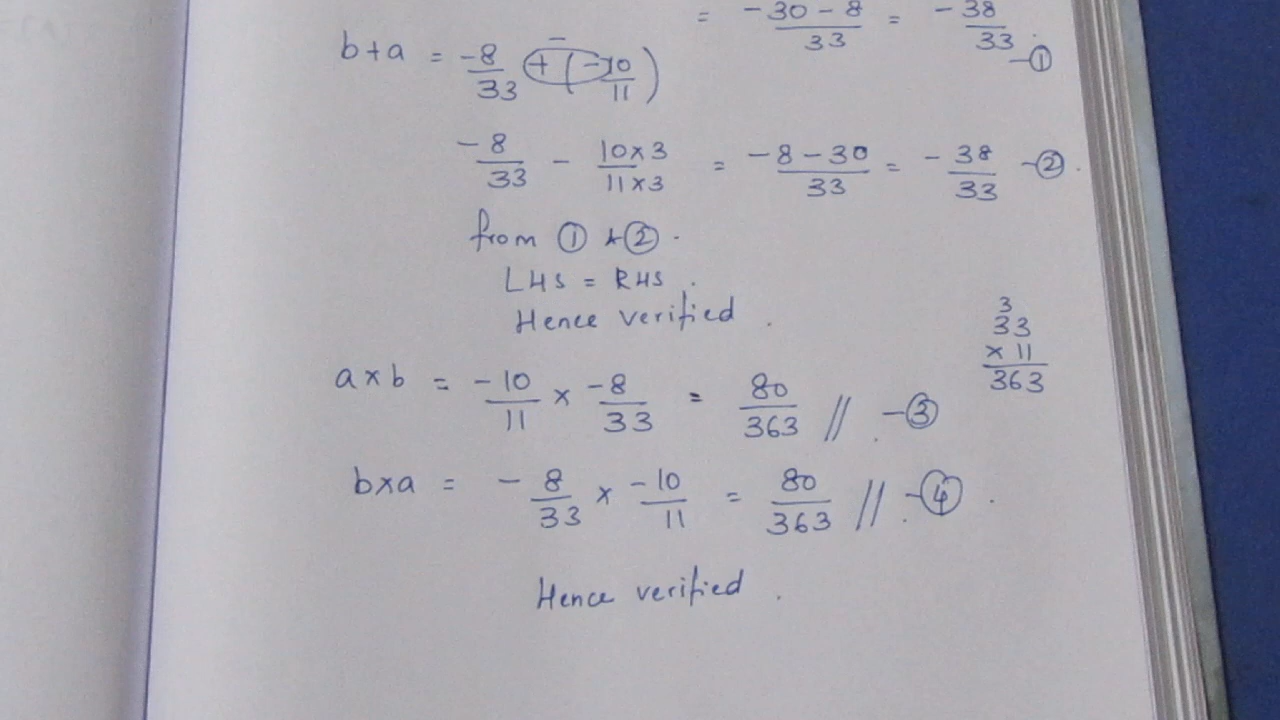 = -30-8/33 = -38/33 -①
b+a = -8/33 + (-10/11)
-8/33 - 10×3/11×3 = -8-30/33 = -38/33 -②.
from ① & ②.
LHS = RHS.
Hence verified.
3
33
× 11
363
a×b = -10/11 × -8/33 = 80/363 // -③
b×a = -8/33 × -10/11 = 80/363 // -④.
Hence verified.